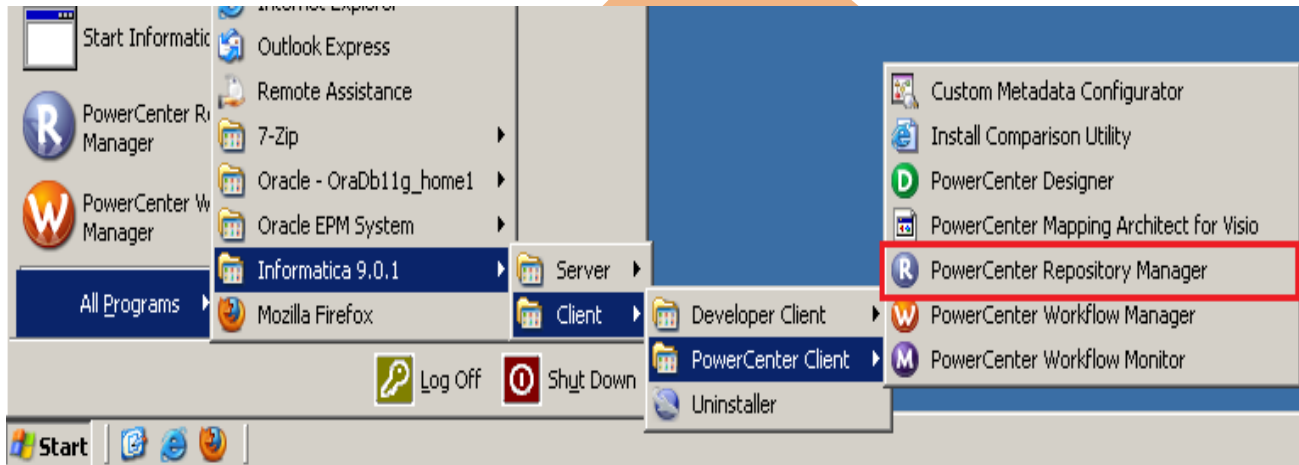 Start Informatic
PowerCenter R
Manager
PowerCenter W
Manager
All Programs
Internet Explorer
Outlook Express
Remote Assistance
7-Zip
Oracle - OraDb11g_home1
Oracle EPM System
Informatica 9.0.1
Mozilla Firefox
Server
Client
Developer Client
PowerCenter Client
Uninstaller
Custom Metadata Configurator
Install Comparison Utility
PowerCenter Designer
PowerCenter Mapping Architect for Visio
PowerCenter Repository Manager
PowerCenter Workflow Manager
PowerCenter Workflow Monitor
Log Off
Shut Down
Start